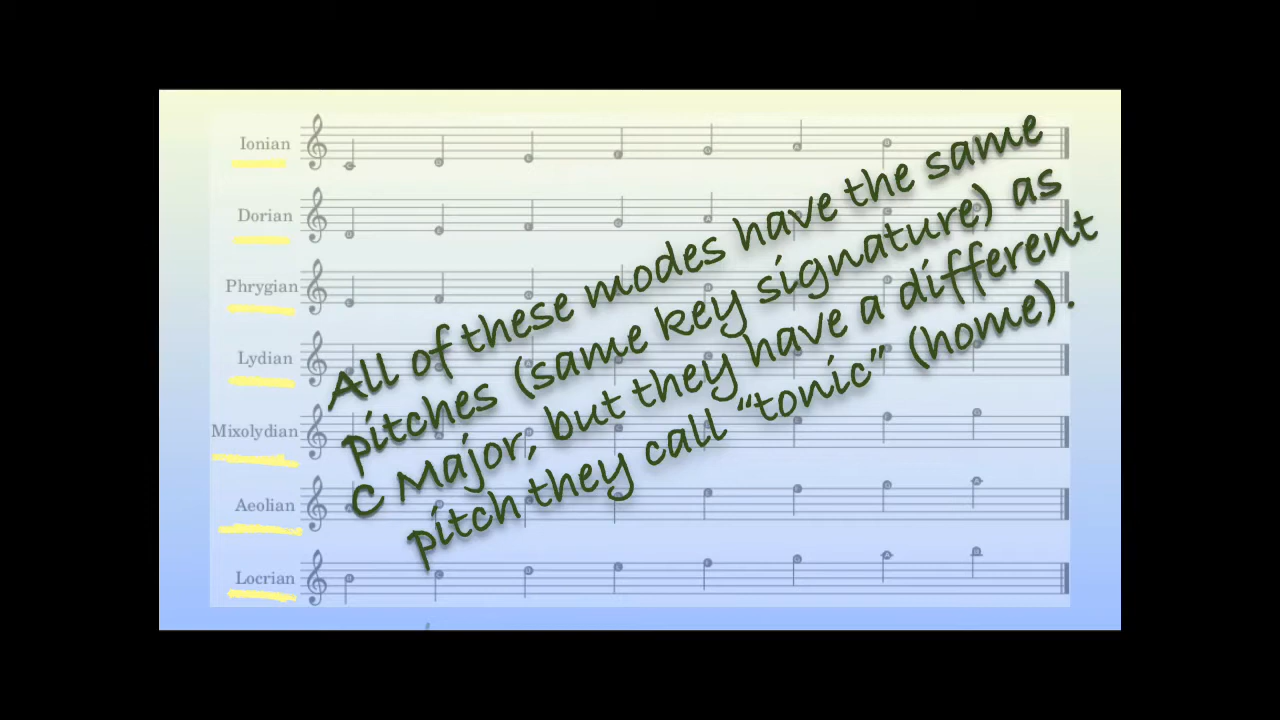 Ionian
Dorian
Phrygian
Lydian
Mixolydian
Aeolian
Locrian
All of these modes have the same
pitches (same key signature) as
C Major, but they have a different
pitch they call "tonic" (home).